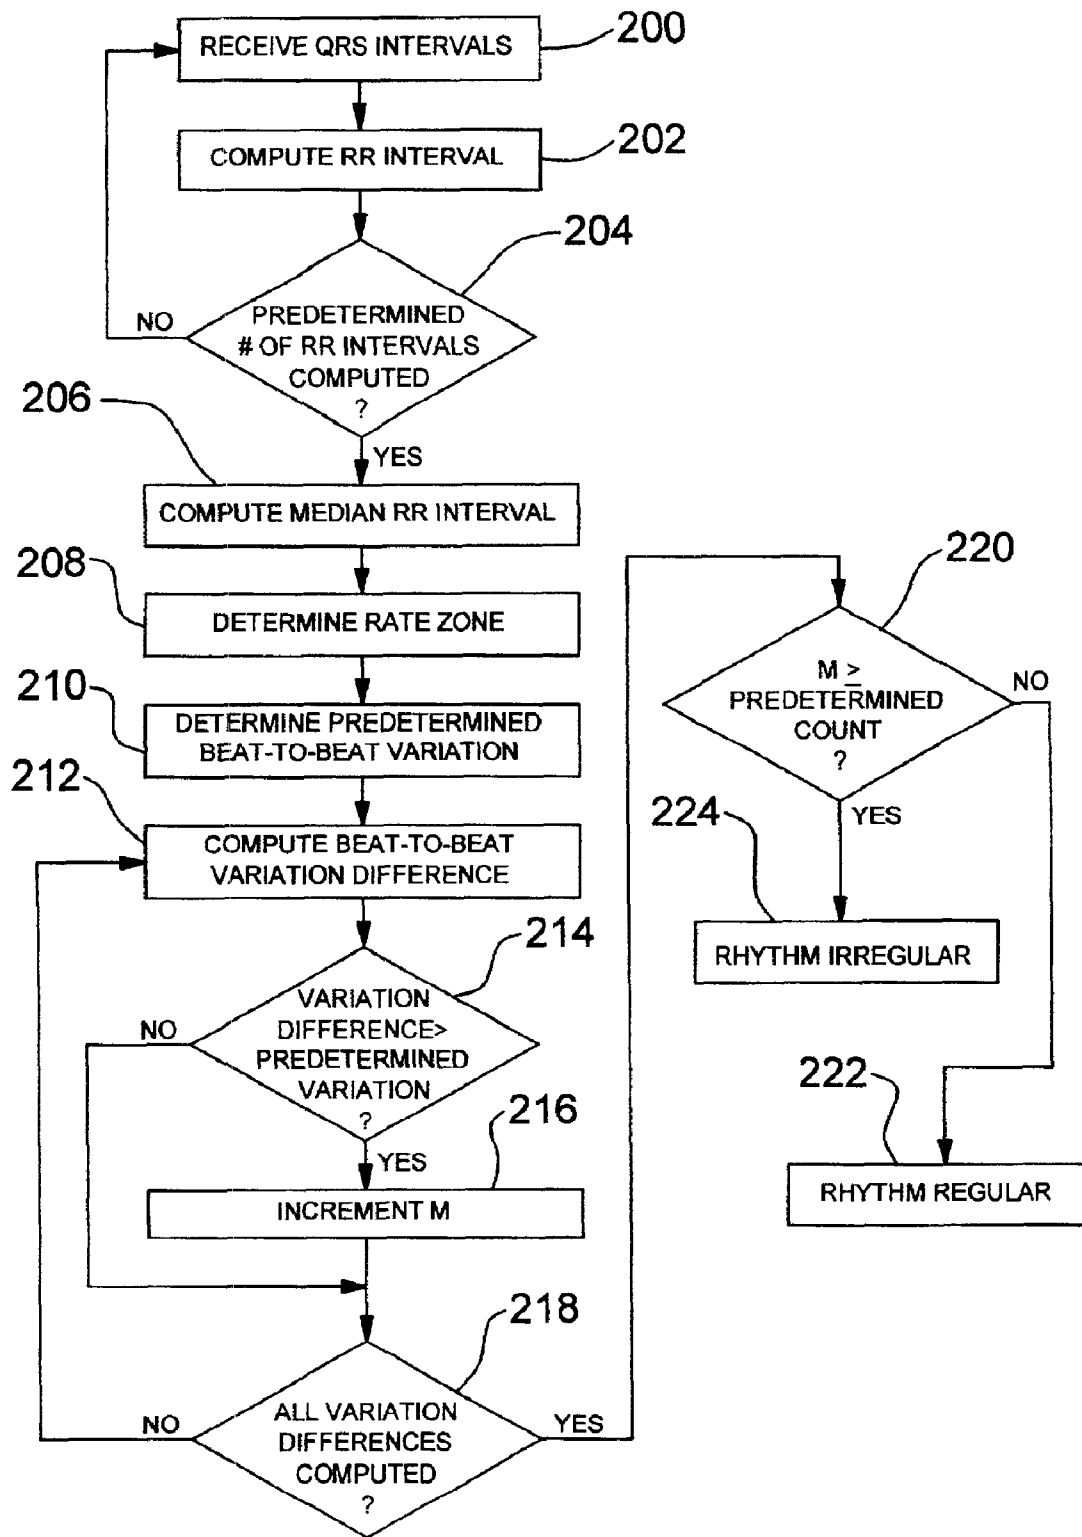 RECEIVE QRS INTERVALS
200
COMPUTE RR INTERVAL
202
204
PREDETERMINED
# OF RR INTERVALS
COMPUTED
?
NO
YES
206
COMPUTE MEDIAN RR INTERVAL
208
DETERMINE RATE ZONE
210
DETERMINE PREDETERMINED
BEAT-TO-BEAT VARIATION
212
COMPUTE BEAT-TO-BEAT
VARIATION DIFFERENCE
214
VARIATION
DIFFERENCE>
PREDETERMINED
VARIATION
?
NO
YES
216
INCREMENT M
218
ALL VARIATION
DIFFERENCES
COMPUTED
?
NO
YES
220
M ≥
PREDETERMINED
COUNT
?
NO
YES
224
RHYTHM IRREGULAR
222
RHYTHM REGULAR